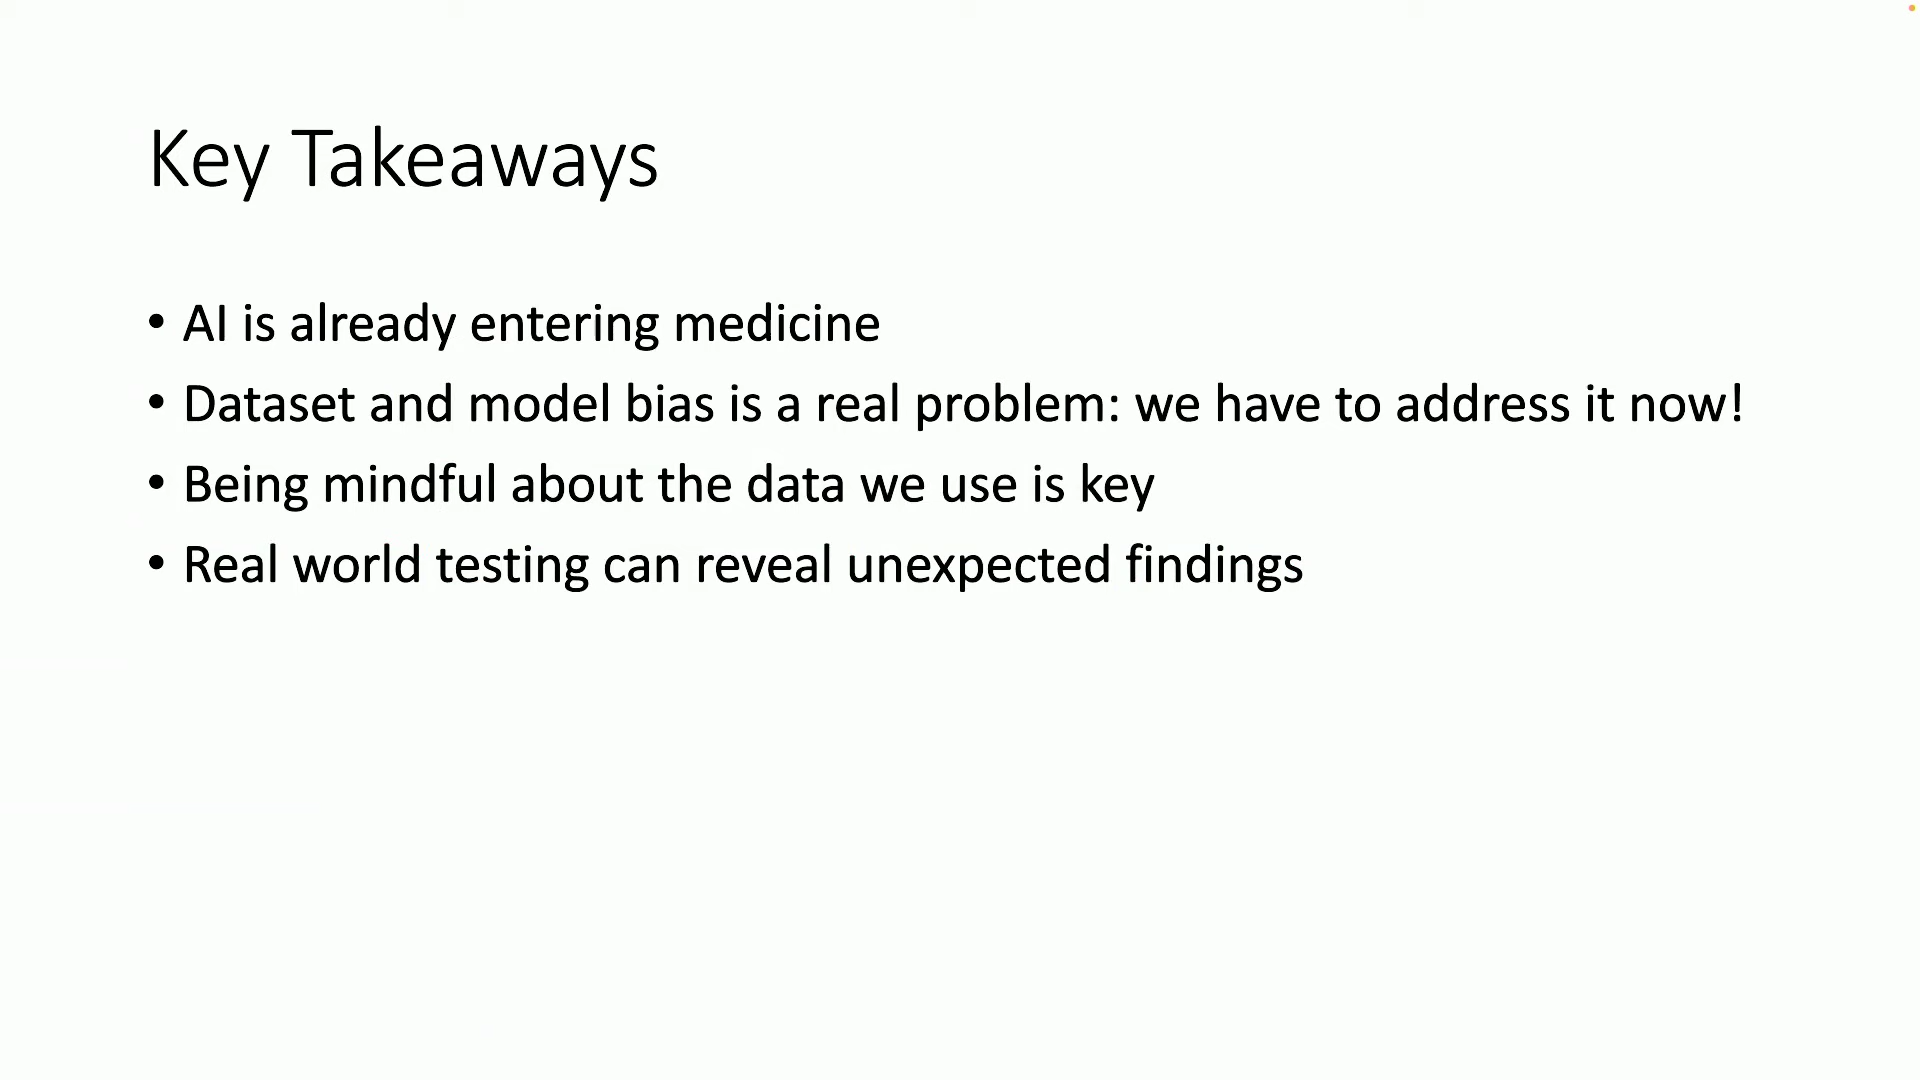 Key Takeaways
• AI is already entering medicine
• Dataset and model bias is a real problem: we have to address it now!
• Being mindful about the data we use is key
• Real world testing can reveal unexpected findings